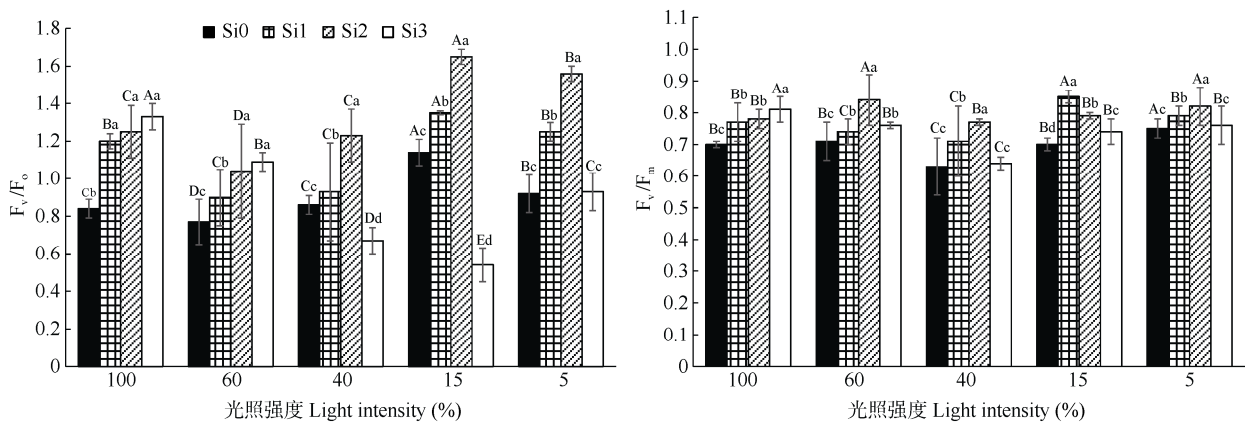 1.8
1.6
1.4
1.2
1.0
0.8
0.6
0.4
0.2
0
Fv/Fo
Si0 Si1 Si2 Si3
Cb Ba Ca Aa
Dc Cb Da Ba
Cc Cb Ca Dd
Ac Ab Aa Ed
Bc Bb Ba Cc
100 60 40 15 5
光照强度 Light intensity (%)
1.1
1.0
0.9
0.8
0.7
0.6
0.5
0.4
0.3
0.2
0.1
0
Fv/Fm
Bc Bb Bb Aa
Bc Cb Aa Bb
Cc Cb Ba Cc
Bd Aa Bb Bc
Ac Bb Aa Bc
100 60 40 15 5
光照强度 Light intensity (%)